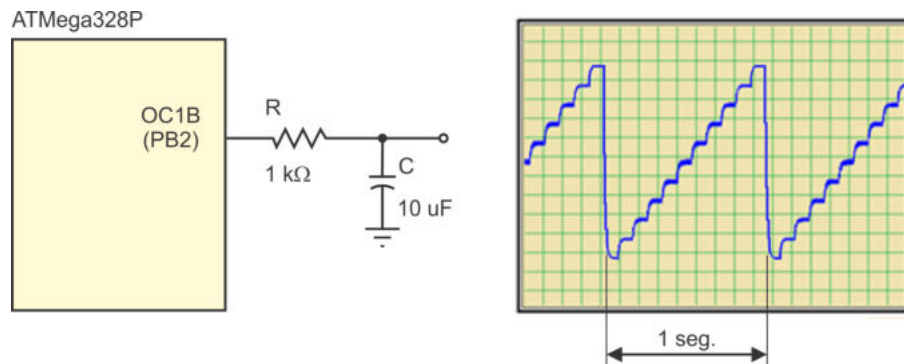 ATMega328P
OC1B
(PB2)
R
1 kΩ
C
10 uF
1 seg.